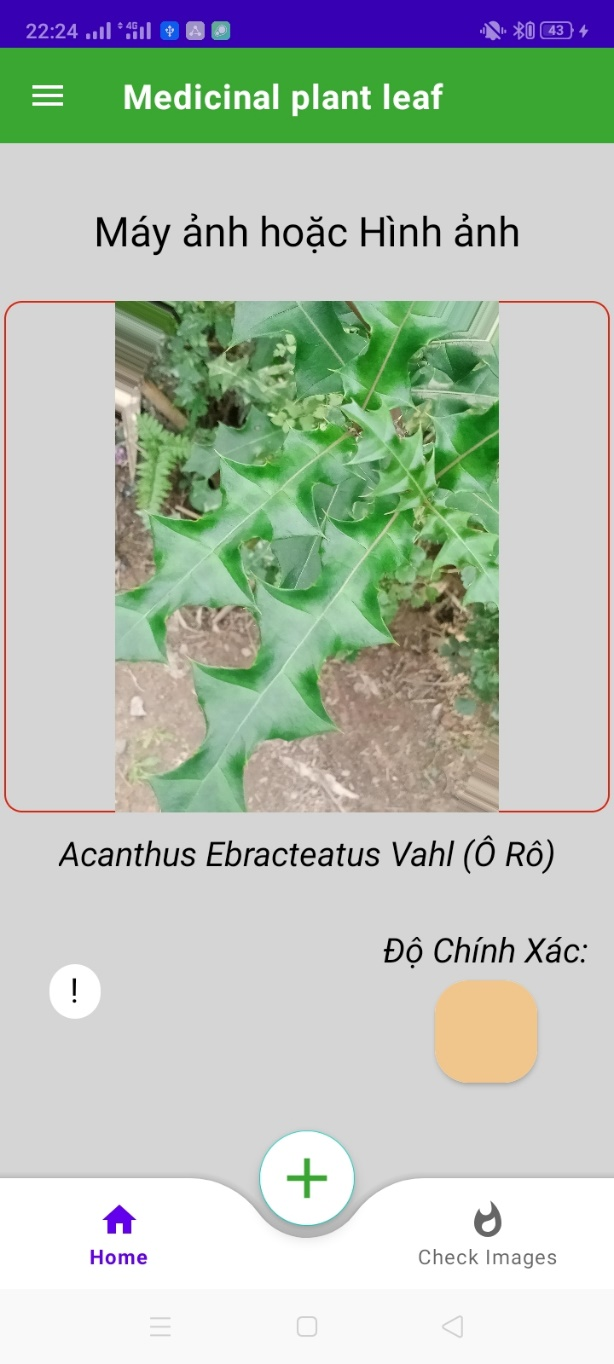 22:24
4G
43
Medicinal plant leaf
Máy ảnh hoặc Hình ảnh
Acanthus Ebracteatus Vahl (Ô Rô)
Độ Chính Xác:
!
Home
Check Images